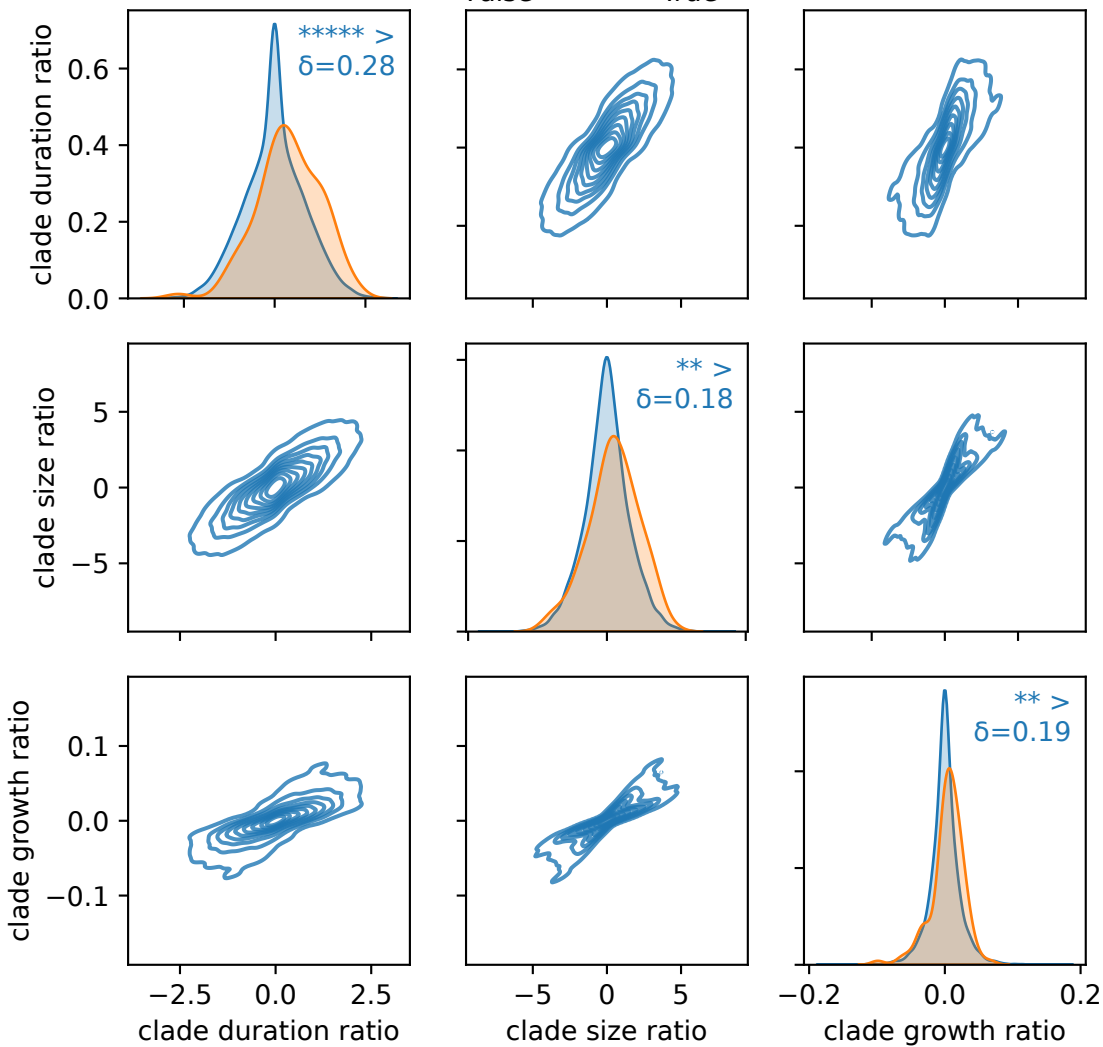 clade duration ratio
0.6
0.4
0.2
0.0
***** >
δ=0.28
clade size ratio
5
0
−5
** >
δ=0.18
clade growth ratio
0.1
0.0
−0.1
** >
δ=0.19
−2.5 0.0 2.5
−5 0 5
−0.2 0.0 0.2
clade duration ratio
clade size ratio
clade growth ratio